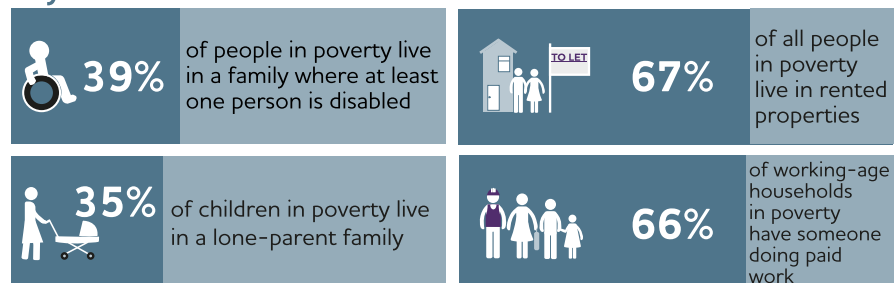 39%
of people in poverty live
in a family where at least
one person is disabled
TO LET
67%
of all people
in poverty
live in rented
properties
35%
of children in poverty live
in a lone-parent family
66%
of working-age
households
in poverty
have someone
doing paid
work